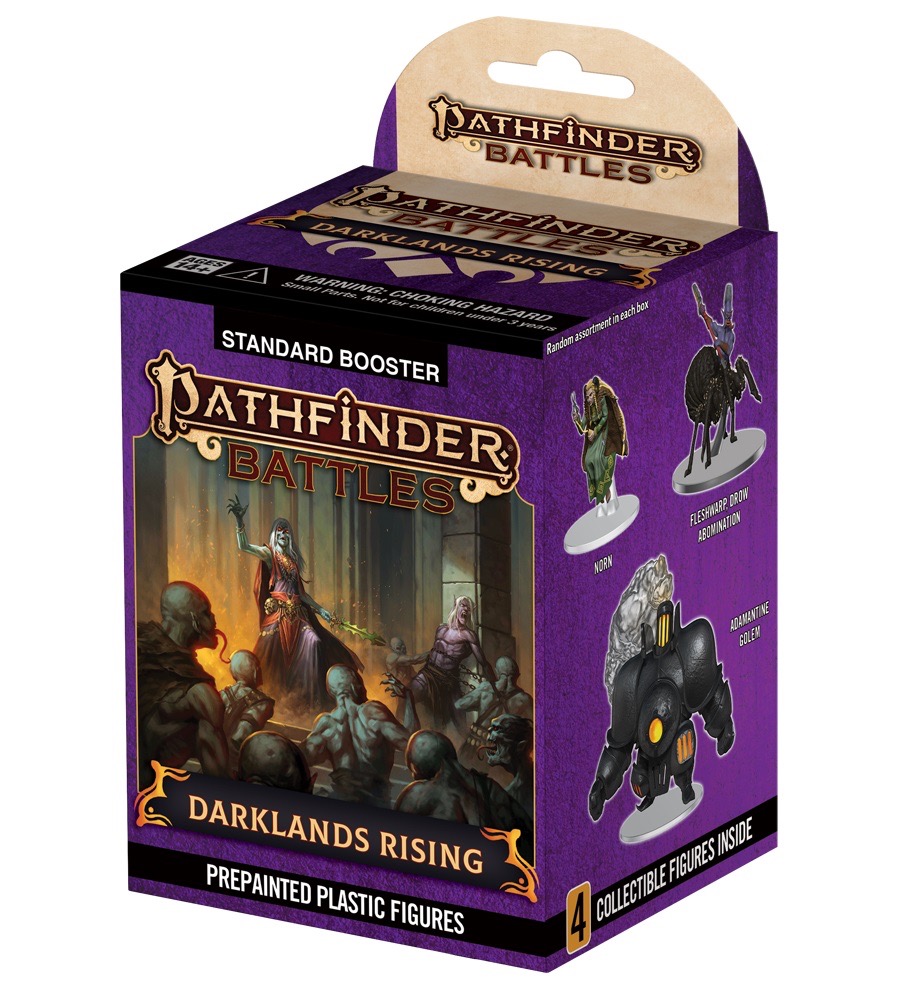 PATHFINDER
BATTLES
PATHFINDER
BATTLES
DARKLANDS RISING
AGES
14+
WARNING: CHOKING HAZARD
Small Parts. Not for children under 3 years
STANDARD BOOSTER
PATHFINDER®
BATTLES
DARKLANDS RISING
PREPAINTED PLASTIC FIGURES
Random assortment in each box
NORN
FLESHWARP, DROW
ABOMINATION
ADAMANTINE
GOLEM
4 COLLECTIBLE FIGURES INSIDE